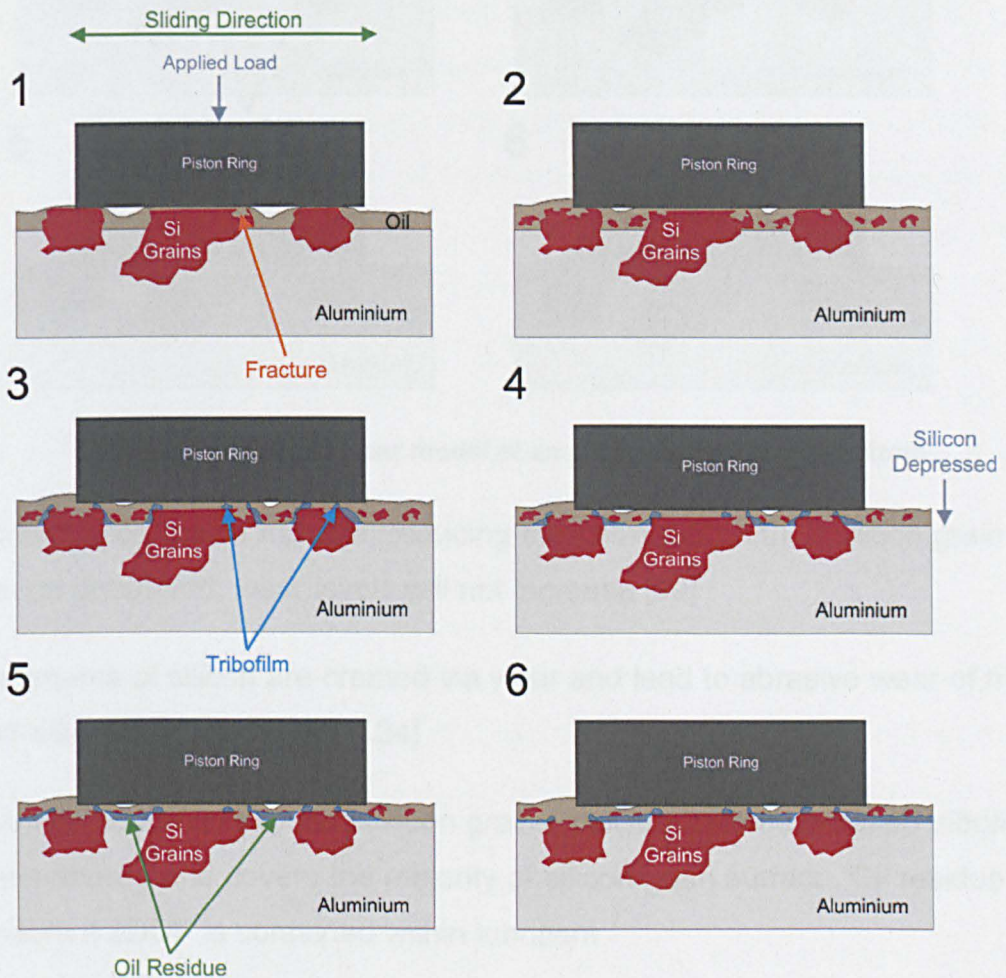 Sliding Direction
Applied Load
1
Piston Ring
Si
Grains
Oil
Aluminium
Fracture
2
Piston Ring
Si
Grains
Aluminium
3
Piston Ring
Si
Grains
Aluminium
Tribofilm
4
Silicon
Depressed
Piston Ring
Si
Grains
Aluminium
5
Piston Ring
Si
Grains
Aluminium
Oil Residue
6
Piston Ring
Si
Grains
Aluminium